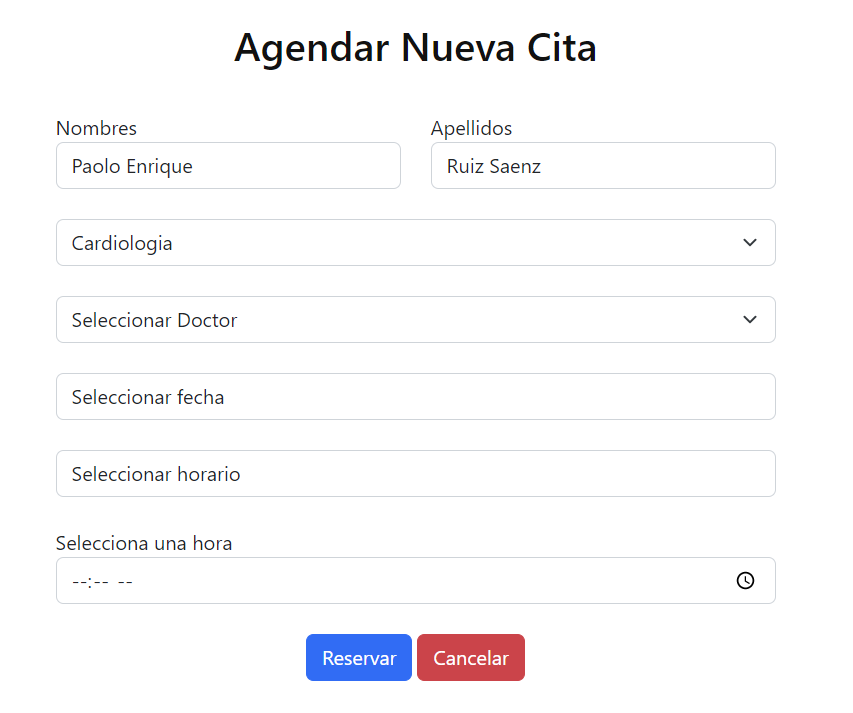 Agendar Nueva Cita
Nombres Apellidos
Paolo Enrique Ruiz Saenz
Cardiologia
Seleccionar Doctor
Seleccionar fecha
Seleccionar horario
Selecciona una hora
--:-- --
Reservar Cancelar